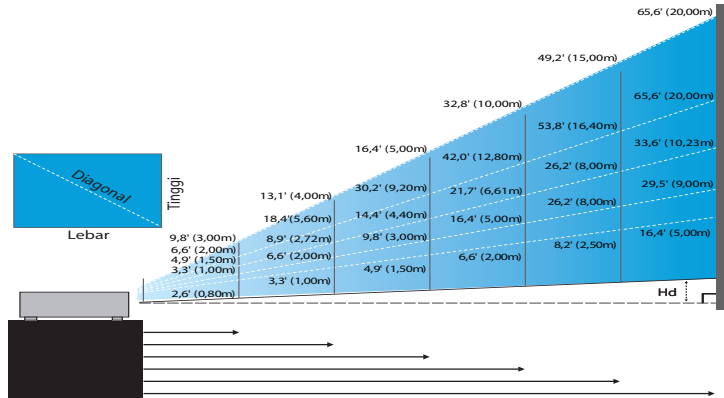 65,6' (20,00m)
49,2' (15,00m)
32,8' (10,00m)
16,4' (5,00m)
13,1' (4,00m)
9,8' (3,00m)
6,6' (2,00m)
4,9' (1,50m)
3,3' (1,00m)
2,6' (0,80m)
18,4'(5,60m)
8,9' (2,72m)
6,6' (2,00m)
3,3' (1,00m)
30,2' (9,20m)
14,4' (4,40m)
9,8' (3,00m)
4,9' (1,50m)
42,0' (12,80m)
21,7' (6,61m)
16,4' (5,00m)
6,6' (2,00m)
53,8' (16,40m)
26,2' (8,00m)
26,2' (8,00m)
8,2' (2,50m)
65,6' (20,00m)
33,6' (10,23m)
29,5' (9,00m)
16,4' (5,00m)
Diagonal
Tinggi
Lebar
Hd